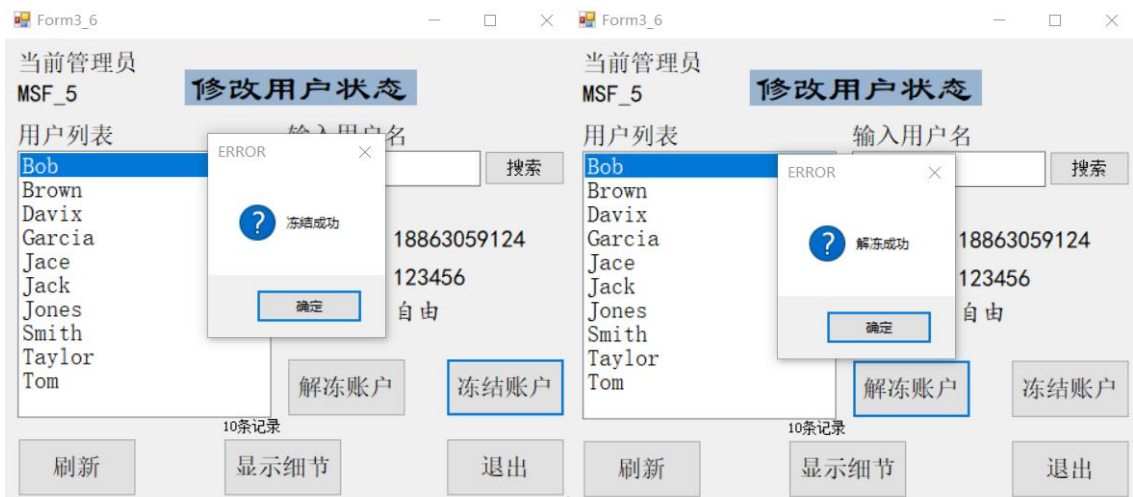 Form3_6
当前管理员
MSF_5
修改用户状态
用户列表
输入用户名
Bob
Brown
Davix
Garcia
Jace
Jack
Jones
Smith
Taylor
Tom
搜索
ERROR
冻结成功
确定
18863059124
123456
自由
解冻账户
冻结账户
10条记录
刷新
显示细节
退出
Form3_6
当前管理员
MSF_5
修改用户状态
用户列表
输入用户名
Bob
Brown
Davix
Garcia
Jace
Jack
Jones
Smith
Taylor
Tom
搜索
ERROR
解冻成功
确定
18863059124
123456
自由
解冻账户
冻结账户
10条记录
刷新
显示细节
退出